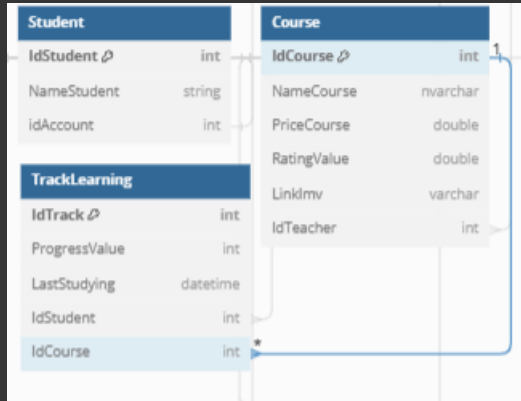 Student
IdStudent int
NameStudent string
idAccount int
Course
IdCourse int 1
NameCourse nvarchar
PriceCourse double
RatingValue double
LinkImv varchar
IdTeacher int
TrackLearning
IdTrack int
ProgressValue int
LastStudying datetime
IdStudent int
IdCourse int *